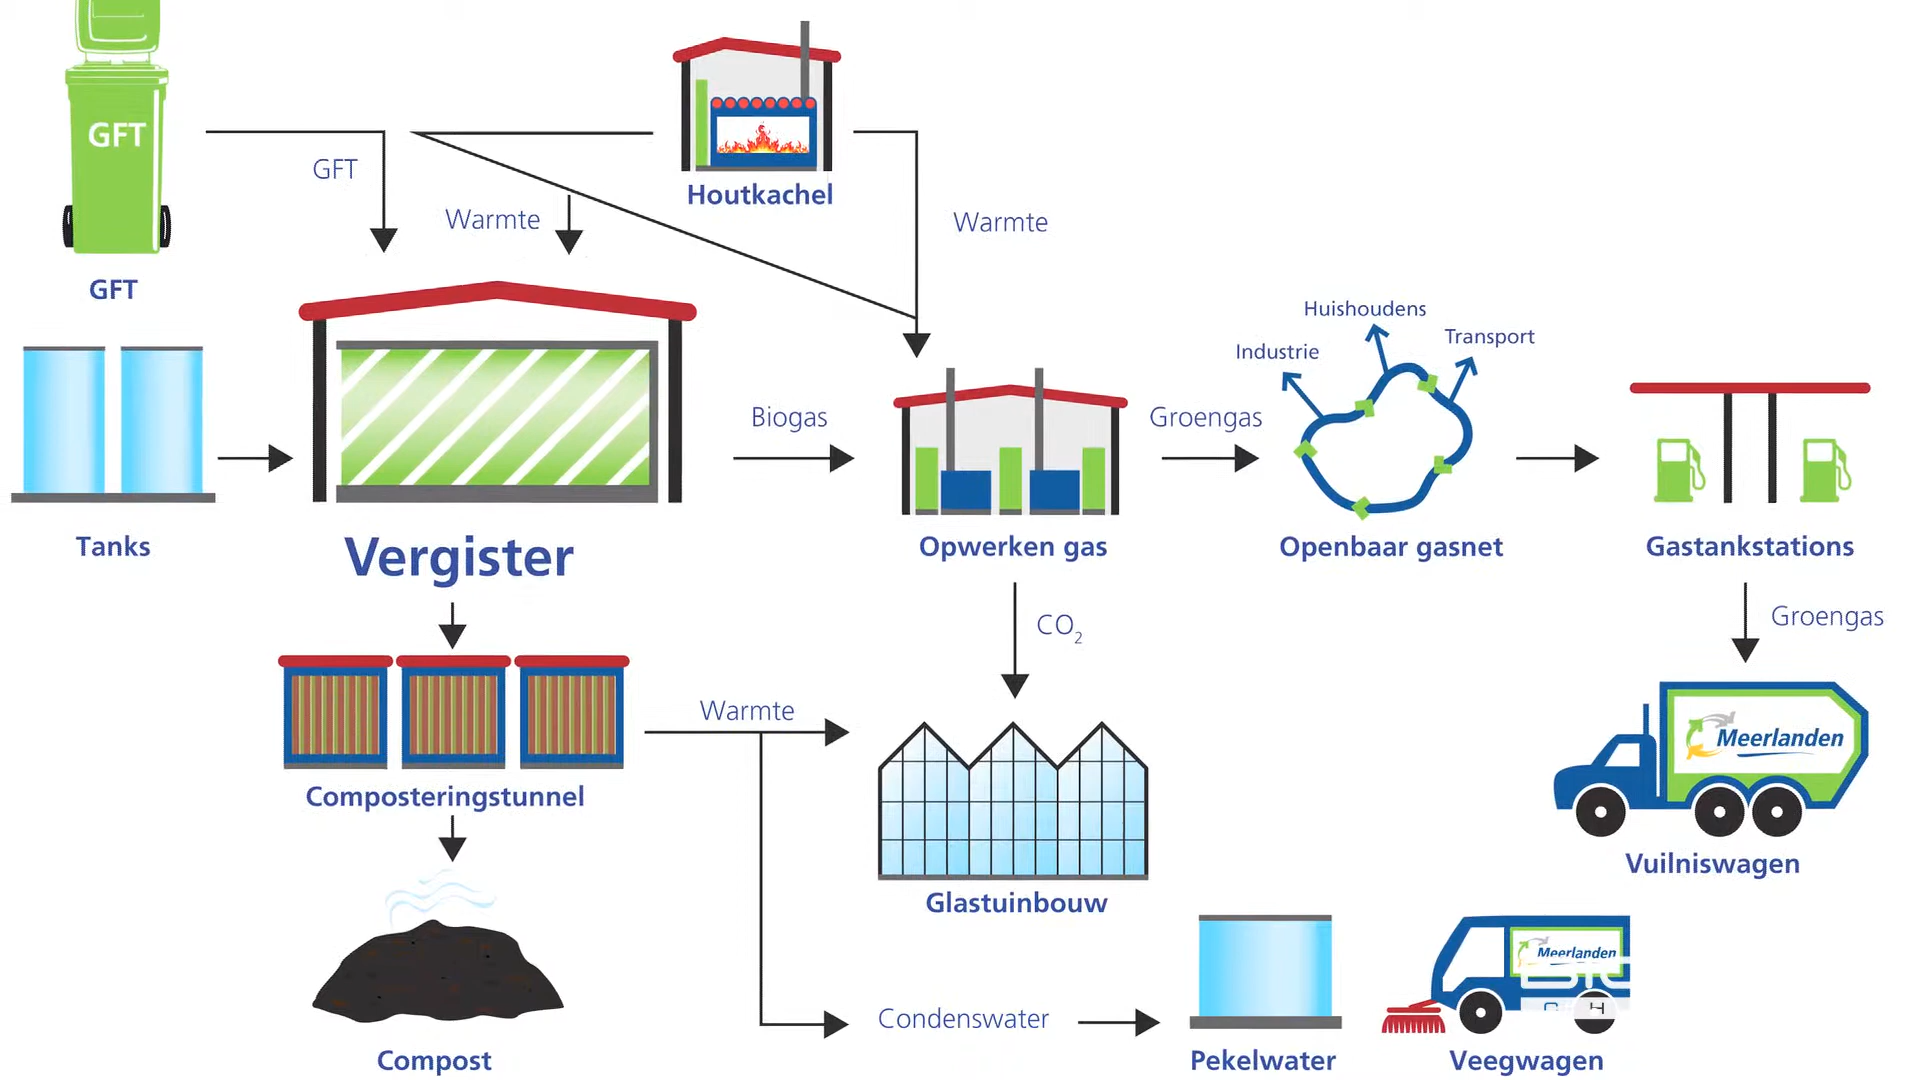 GFT
GFT
GFT
Houtkachel
Warmte
Warmte
Huishoudens
Industrie
Transport
Biogas
Groengas
Tanks
Vergister
Opwerken gas
Openbaar gasnet
Gastankstations
CO2
Groengas
Warmte
Meerlanden
Composteringstunnel
Vuilniswagen
Glastuinbouw
Meerlanden
Condenswater
Compost
Pekelwater
Veegwagen